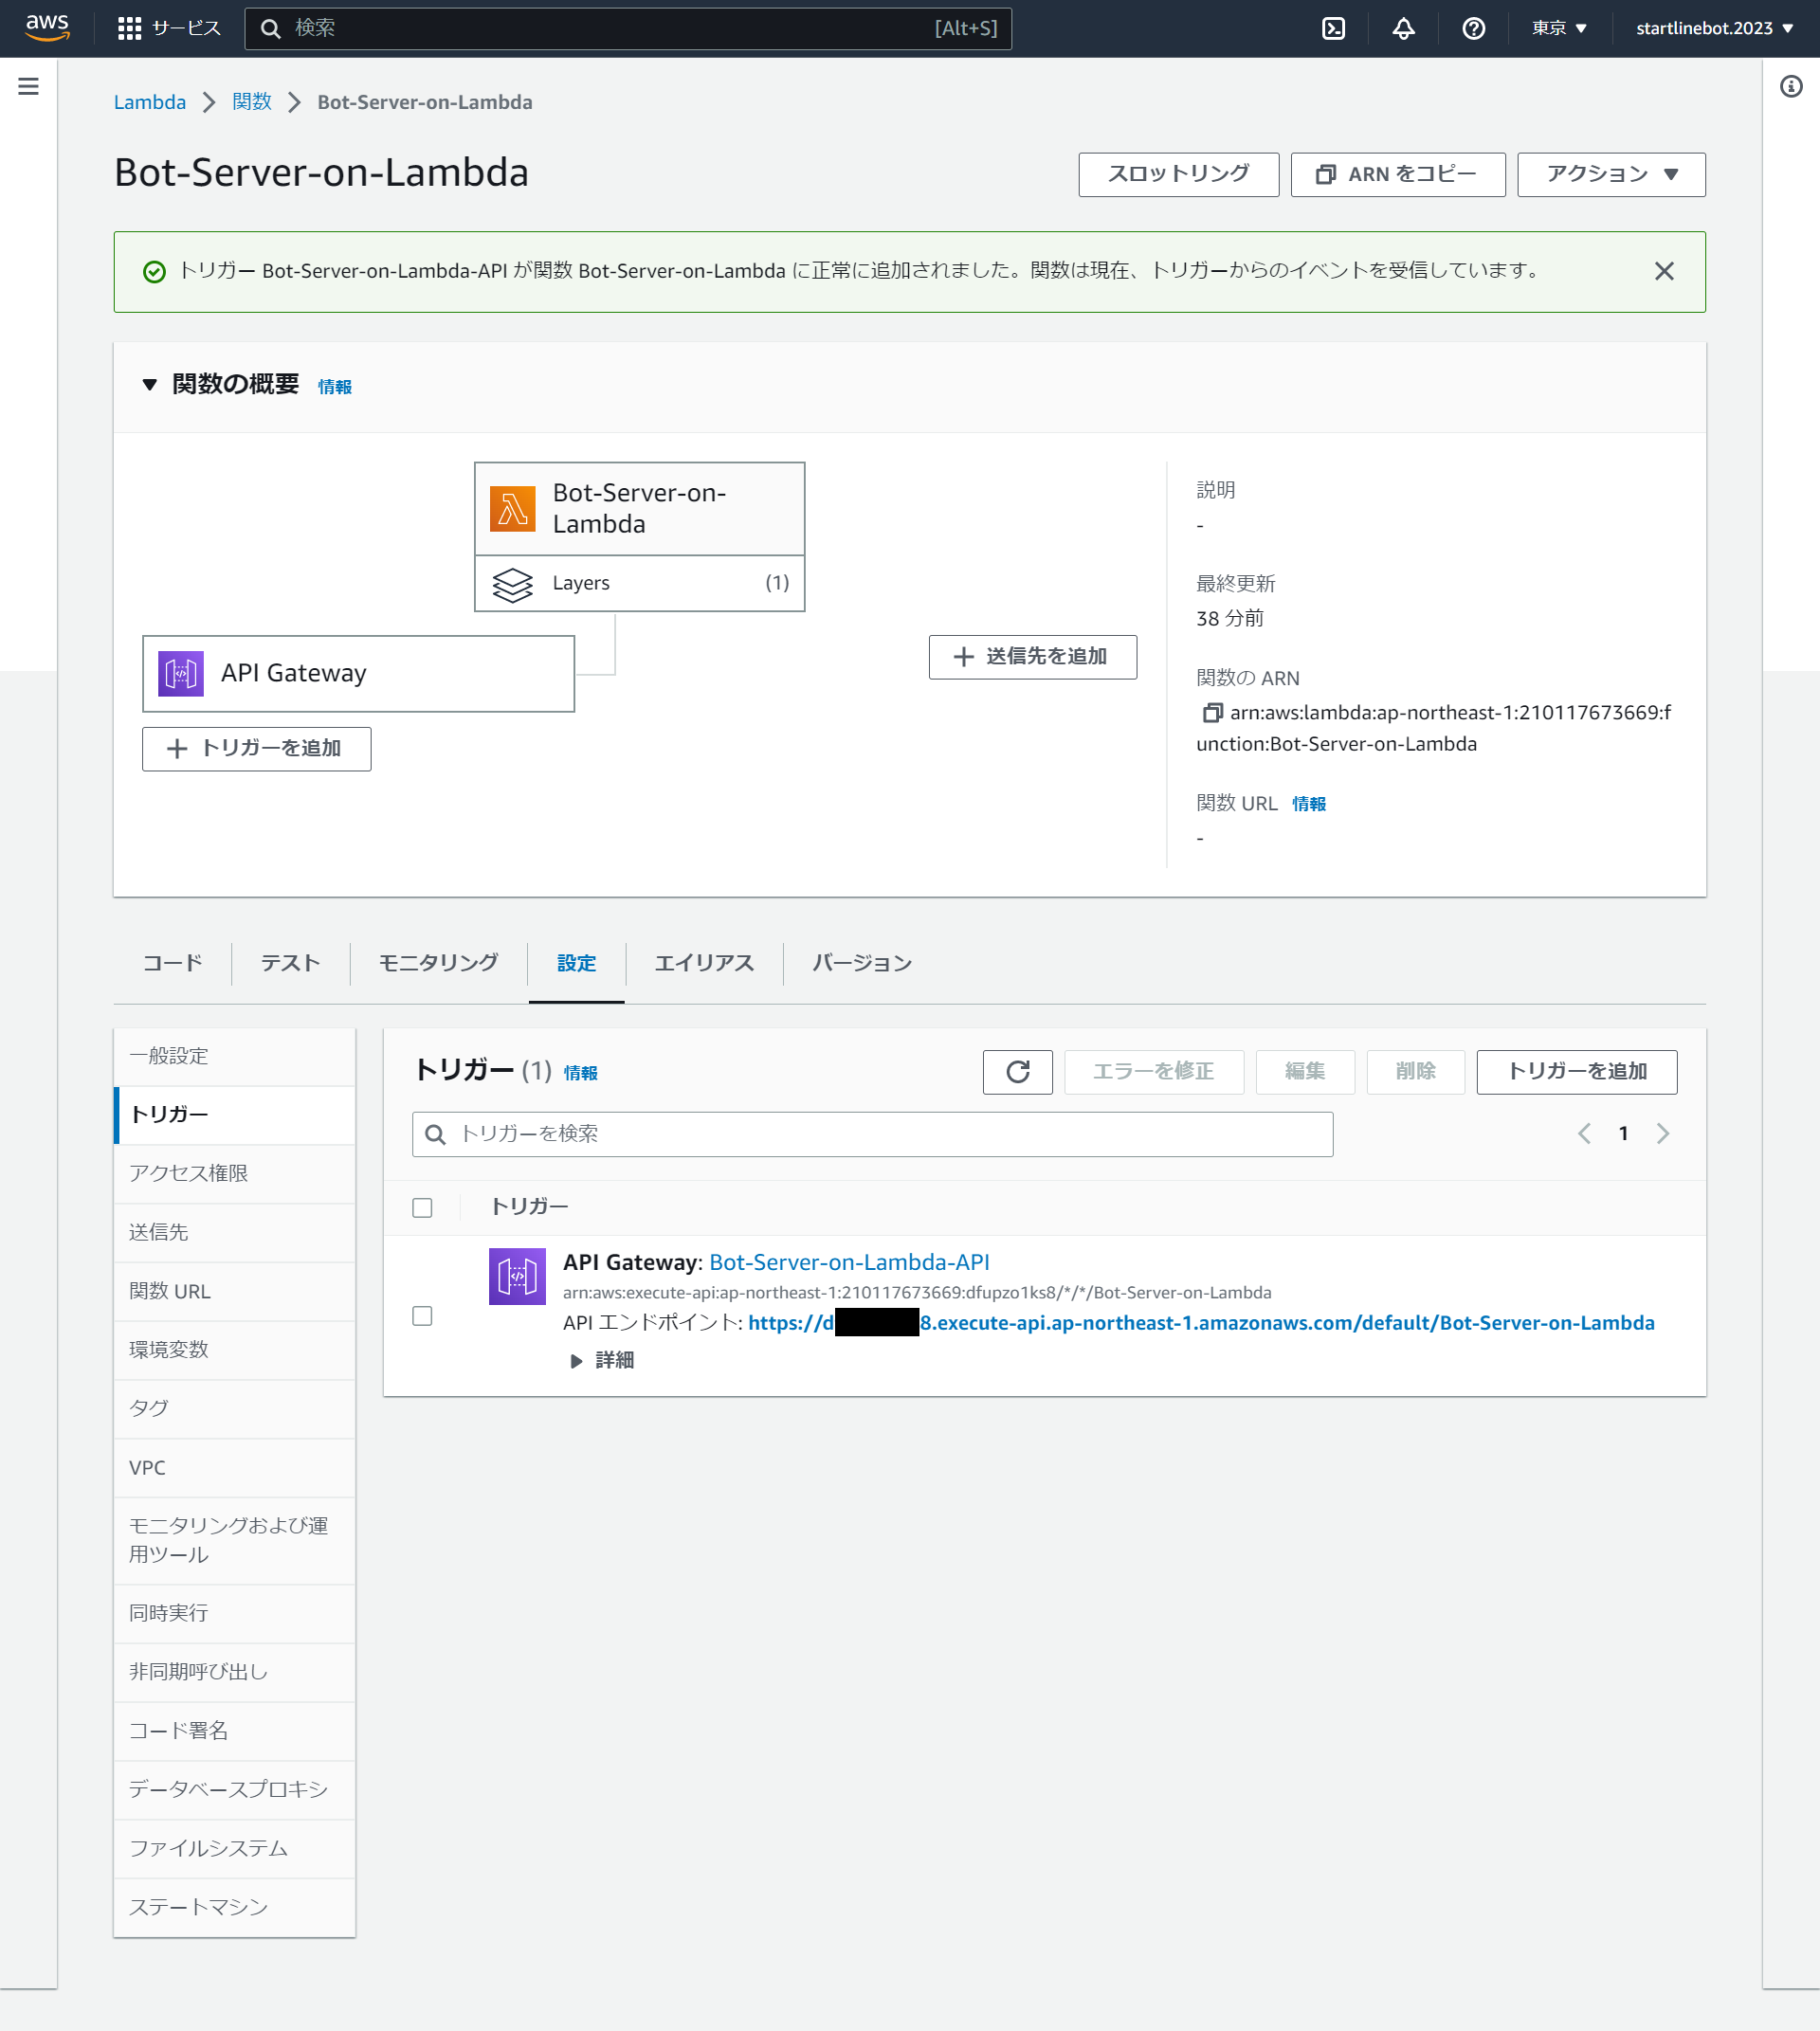 aws
サービス
検索
[Alt+S]
東京
startlinebot.2023
Lambda
関数
Bot-Server-on-Lambda
Bot-Server-on-Lambda
スロットリング
ARN をコピー
アクション
トリガー Bot-Server-on-Lambda-API が関数 Bot-Server-on-Lambda に正常に追加されました。関数は現在、トリガーからのイベントを受信しています。
関数の概要 情報
Bot-Server-on-
Lambda
Layers (1)
API Gateway
トリガーを追加
送信先を追加
説明
-
最終更新
38 分前
関数の ARN
arn:aws:lambda:ap-northeast-1:210117673669:f
unction:Bot-Server-on-Lambda
関数 URL 情報
-
コード
テスト
モニタリング
設定
エイリアス
バージョン
一般設定
トリガー
アクセス権限
送信先
関数 URL
環境変数
タグ
VPC
モニタリングおよび運
用ツール
同時実行
非同期呼び出し
コード署名
データベースプロキシ
ファイルシステム
ステートマシン
トリガー (1) 情報
エラーを修正
編集
削除
トリガーを追加
トリガーを検索
1
トリガー
API Gateway: Bot-Server-on-Lambda-API
arn:aws:execute-api:ap-northeast-1:210117673669:dfupzo1ks8/*/*/Bot-Server-on-Lambda
API エンドポイント: https://d 8.execute-api.ap-northeast-1.amazonaws.com/default/Bot-Server-on-Lambda
詳細